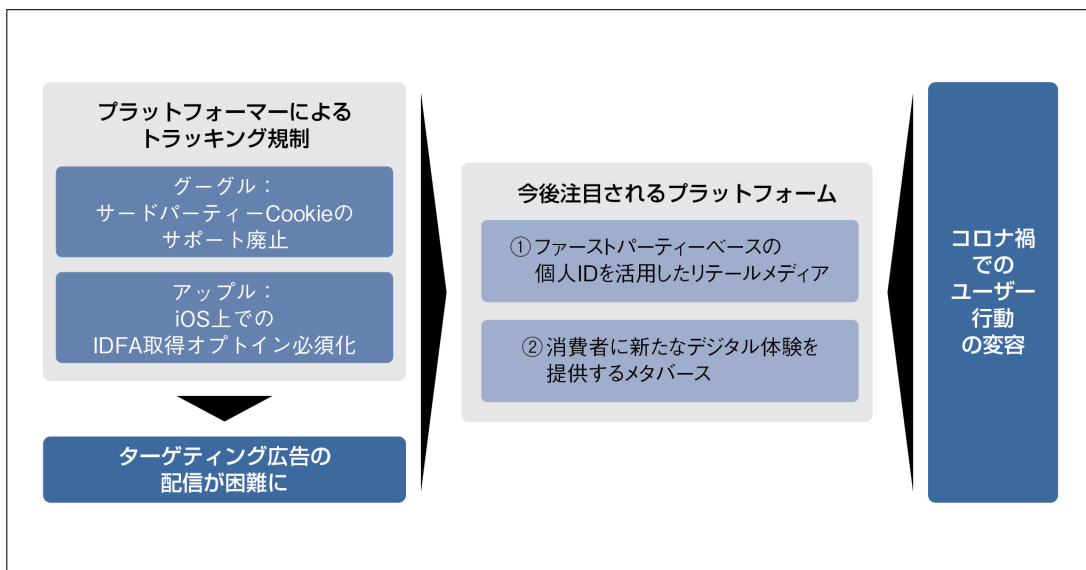 プラットフォーマーによる
トラッキング規制
グーグル：
サードパーティーCookieの
サポート廃止
アップル：
iOS上での
IDFA取得オプトイン必須化
ターゲティング広告の
配信が困難に
今後注目されるプラットフォーム
① ファーストパーティーベースの
個人IDを活用したリテールメディア
② 消費者に新たなデジタル体験を
提供するメタバース
コロナ禍
での
ユーザー
行動
の変容